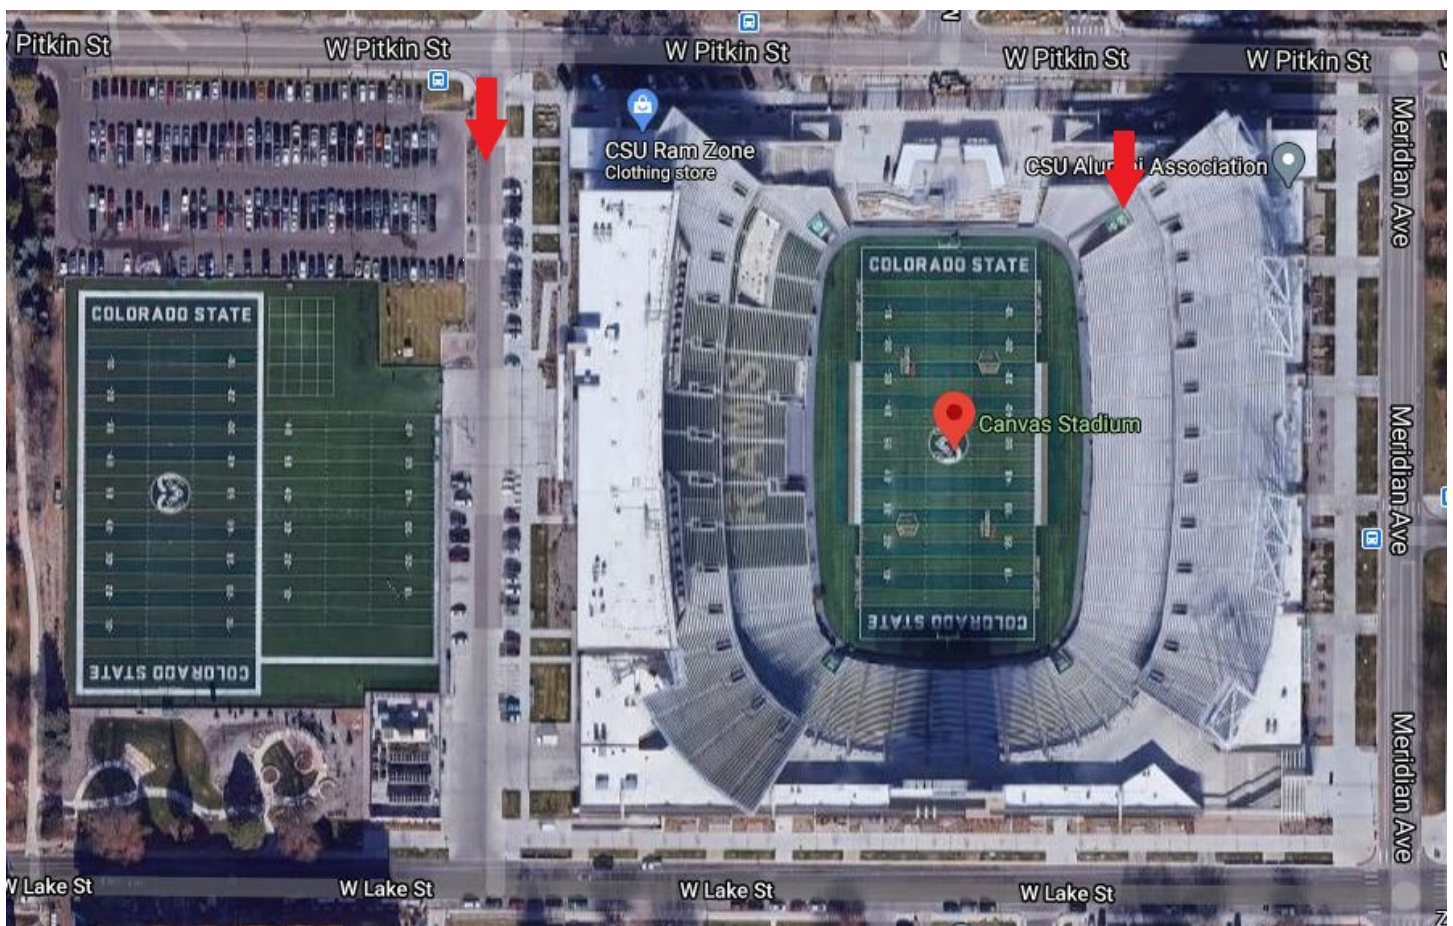 Pitkin St
W Pitkin St
W Pitkin St
W Pitkin St
W Pitkin St
CSU Ram Zone
Clothing store
CSU Alumni Association
Meridian Ave
COLORADO STATE
COLORADO STATE
Canvas Stadium
Meridian Ave
COLORADO STATE
COLORADO STATE
Meridian Ave
W Lake St
W Lake St
W Lake St
W Lake St